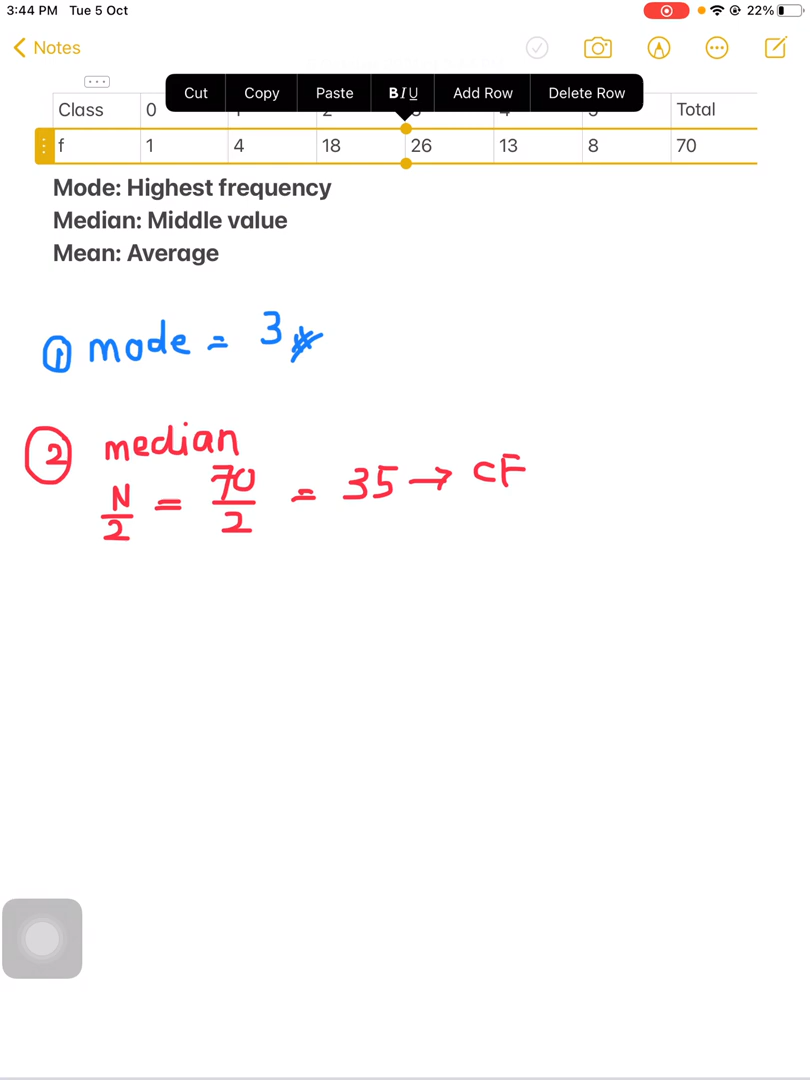 3:44 PM Tue 5 Oct 22%
Notes
Cut Copy Paste BIU Add Row Delete Row
Class 0 Total
f 1 4 18 26 13 8 70
Mode: Highest frequency
Median: Middle value
Mean: Average
① mode = 3
② median
N/2 = 70/2 = 35 → CF